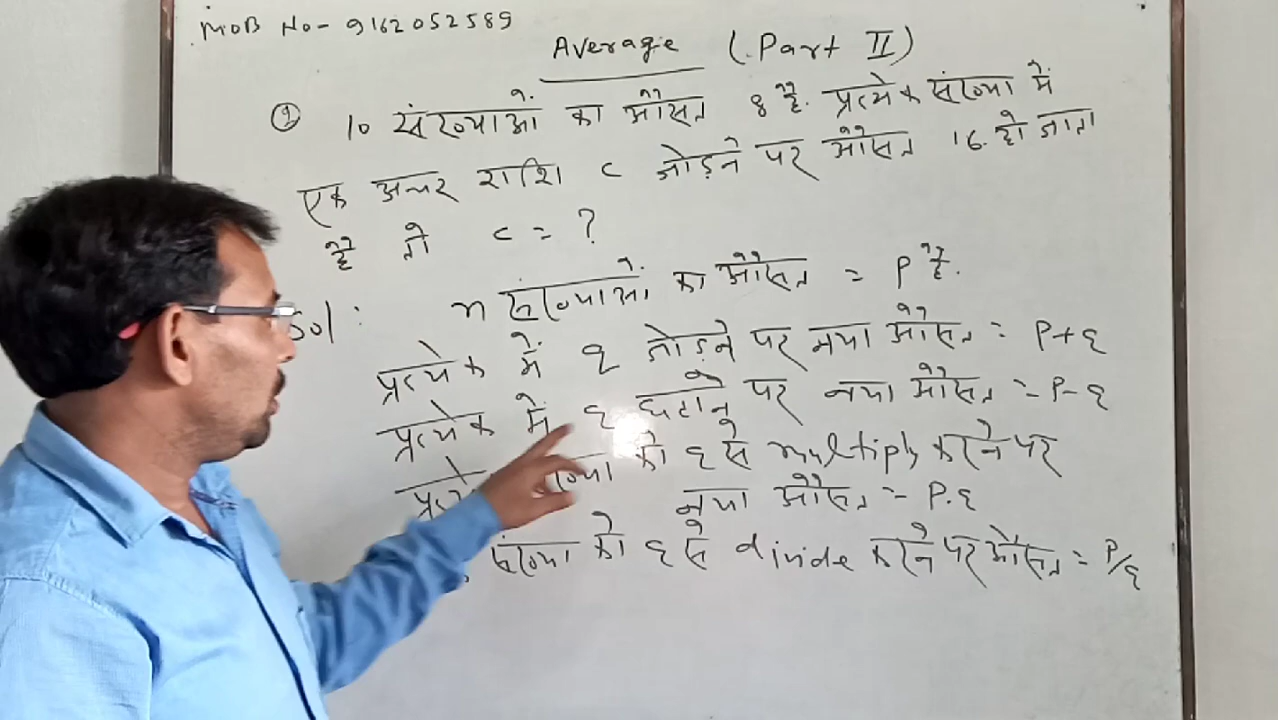 MOB No- 9162052589
Average (Part II)
① 10 संख्याओं का औसत 8 है. प्रत्येक संख्या में
एक अचर राशि c जोड़ने पर औसत 16. हो जाता
है तो c = ?
Sol: n संख्याओं का औसत = P है.
प्रत्येक में q जोड़ने पर नया औसत = P+q
प्रत्येक में q घटाने पर नया औसत = P-q
को q से multiply करने पर
नया औसत = P.q
संख्या को q से divide करने पर औसत = P/q